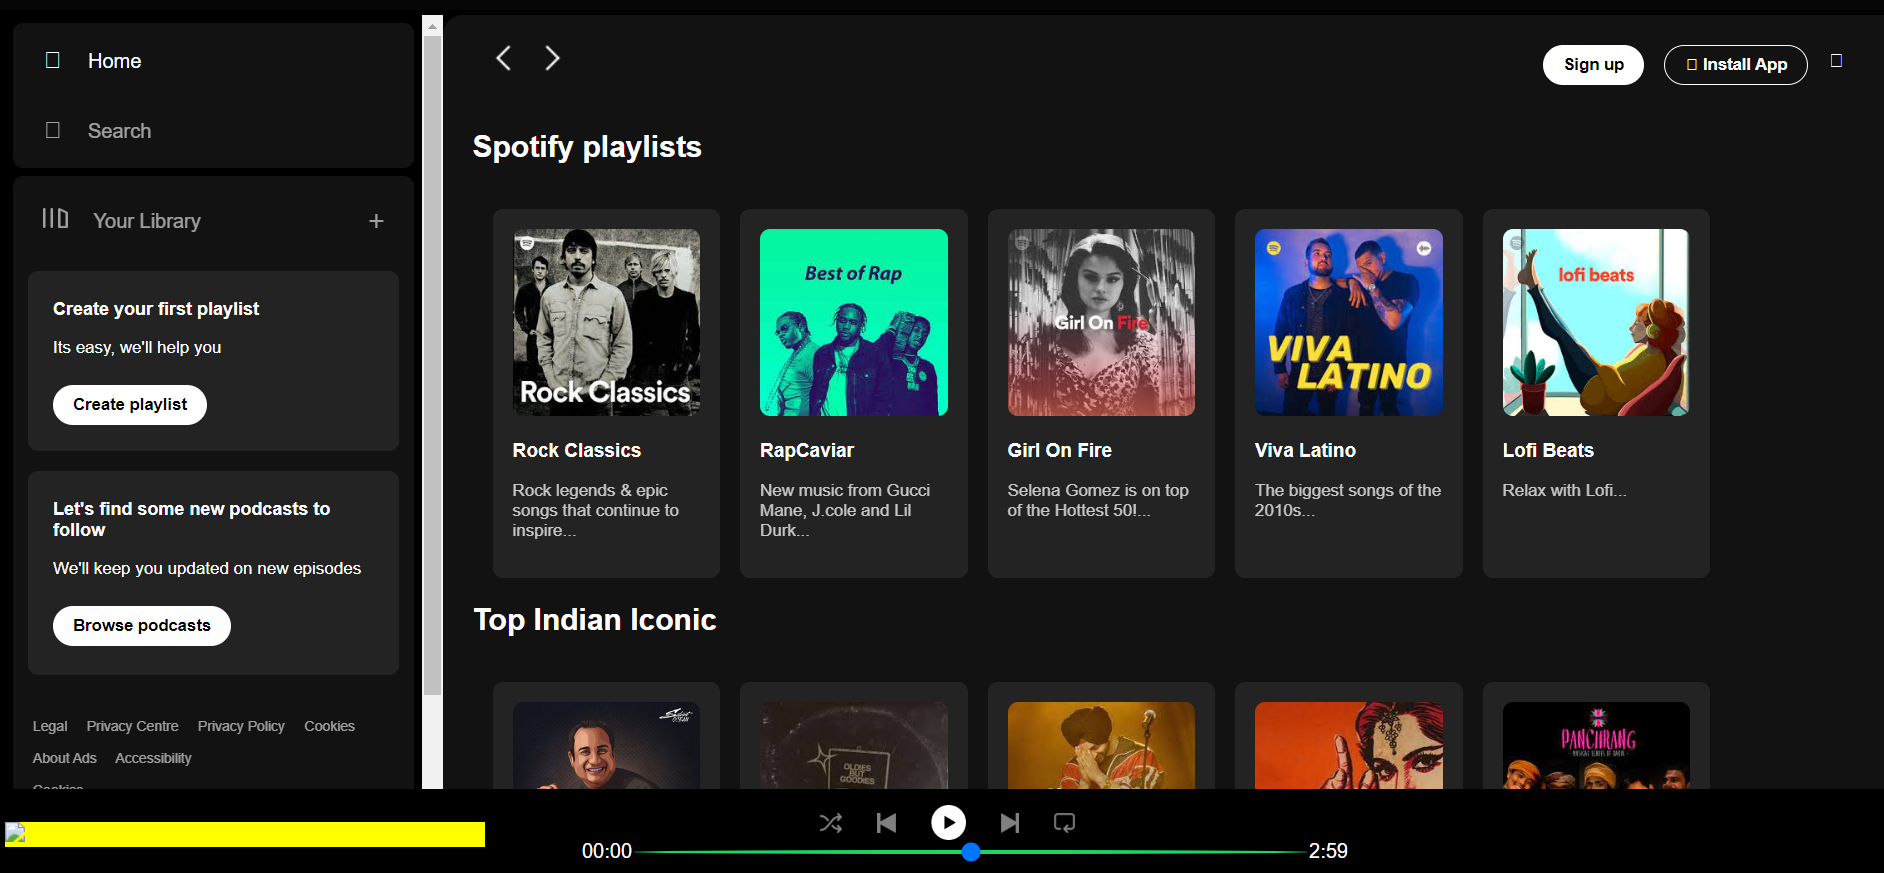 Home
Search
Your Library
+
Create your first playlist
Its easy, we'll help you
Create playlist
Let's find some new podcasts to
follow
We'll keep you updated on new episodes
Browse podcasts
Legal Privacy Centre Privacy Policy Cookies
About Ads Accessibility
Cookies
Sign up
Install App
Spotify playlists
Rock Classics
Best of Rap
Girl On Fire
VIVA
LATINO
lofi beats
Rock Classics
Rock legends & epic
songs that continue to
inspire...
RapCaviar
New music from Gucci
Mane, J.cole and Lil
Durk...
Girl On Fire
Selena Gomez is on top
of the Hottest 50!...
Viva Latino
The biggest songs of the
2010s...
Lofi Beats
Relax with Lofi...
Top Indian Iconic
OLDIES
BUT
GOODIES
PANCHRANG
00:00
2:59